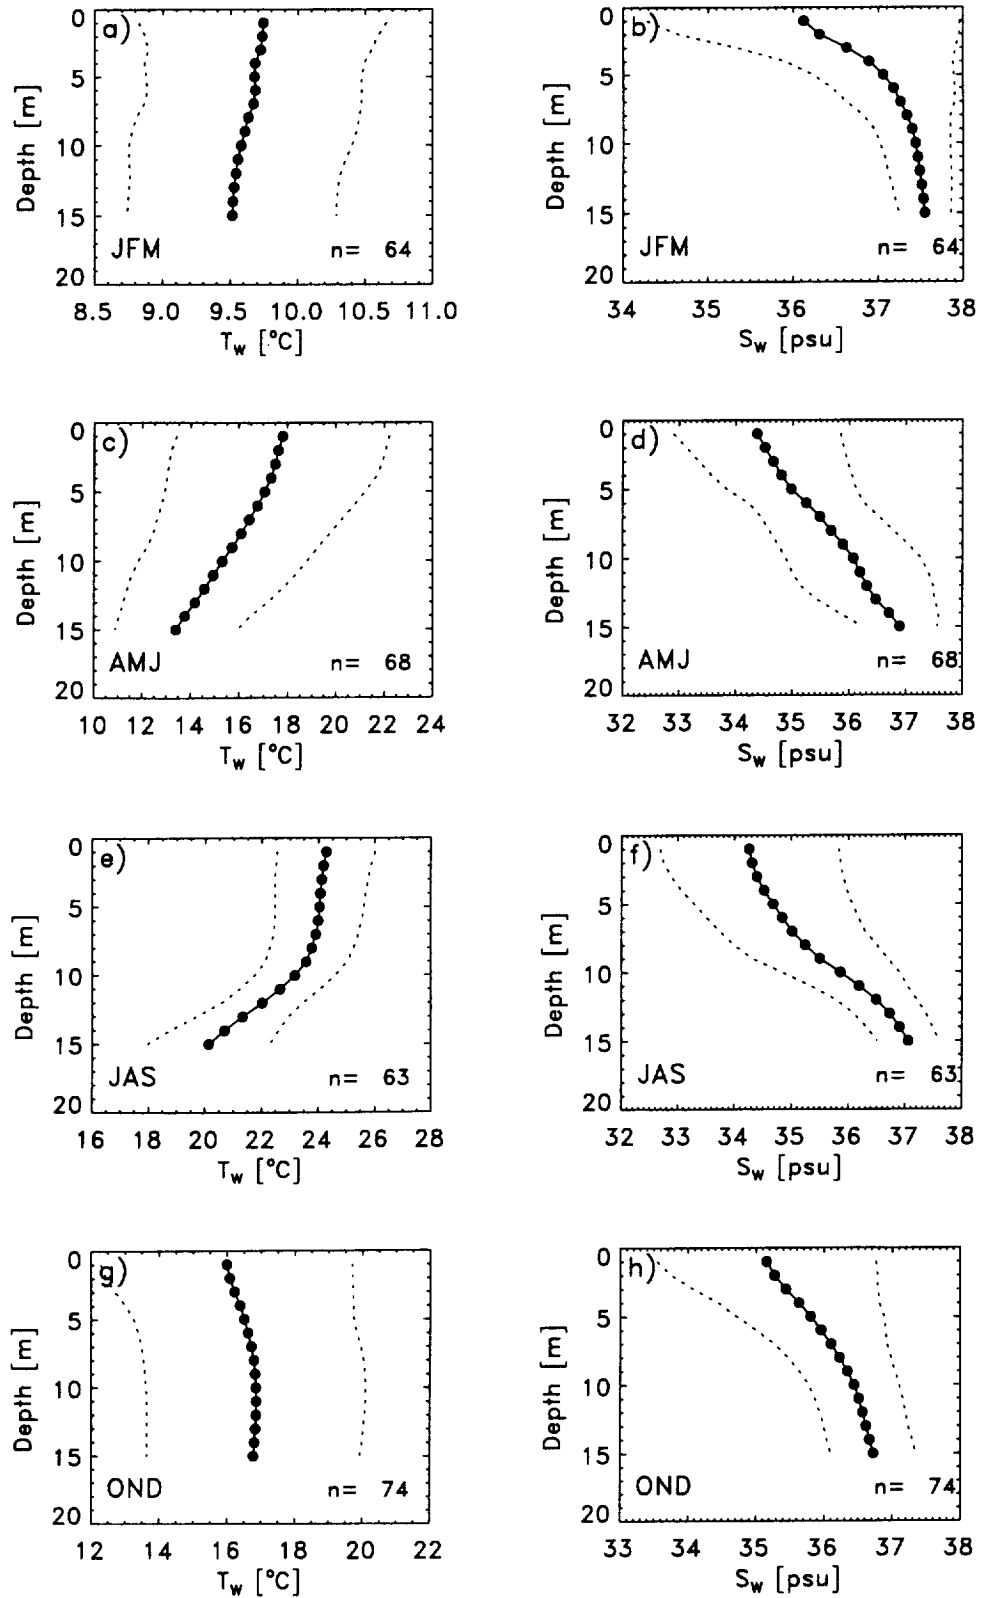 a)
0
5
10
15
20
Depth [m]
JFM
n= 64
8.5 9.0 9.5 10.0 10.5 11.0
Tw [°C]
b)
0
5
10
15
20
Depth [m]
JFM
n= 64
34 35 36 37 38
Sw [psu]
c)
0
5
10
15
20
Depth [m]
AMJ
n= 68
10 12 14 16 18 20 22 24
Tw [°C]
d)
0
5
10
15
20
Depth [m]
AMJ
n= 68
32 33 34 35 36 37 38
Sw [psu]
e)
0
5
10
15
20
Depth [m]
JAS
n= 63
16 18 20 22 24 26 28
Tw [°C]
f)
0
5
10
15
20
Depth [m]
JAS
n= 63
32 33 34 35 36 37 38
Sw [psu]
g)
0
5
10
15
20
Depth [m]
OND
n= 74
12 14 16 18 20 22
Tw [°C]
h)
0
5
10
15
20
Depth [m]
OND
n= 74
33 34 35 36 37 38
Sw [psu]